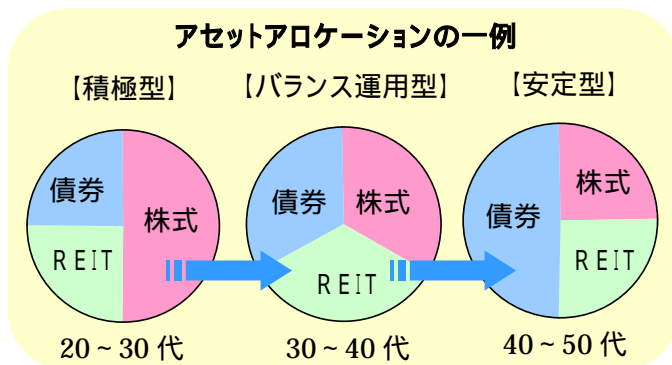 アセットアロケーションの一例
【積極型】
【バランス運用型】
【安定型】
債券
株式
REIT
債券
株式
REIT
債券
株式
REIT
20~30代
30~40代
40~50代